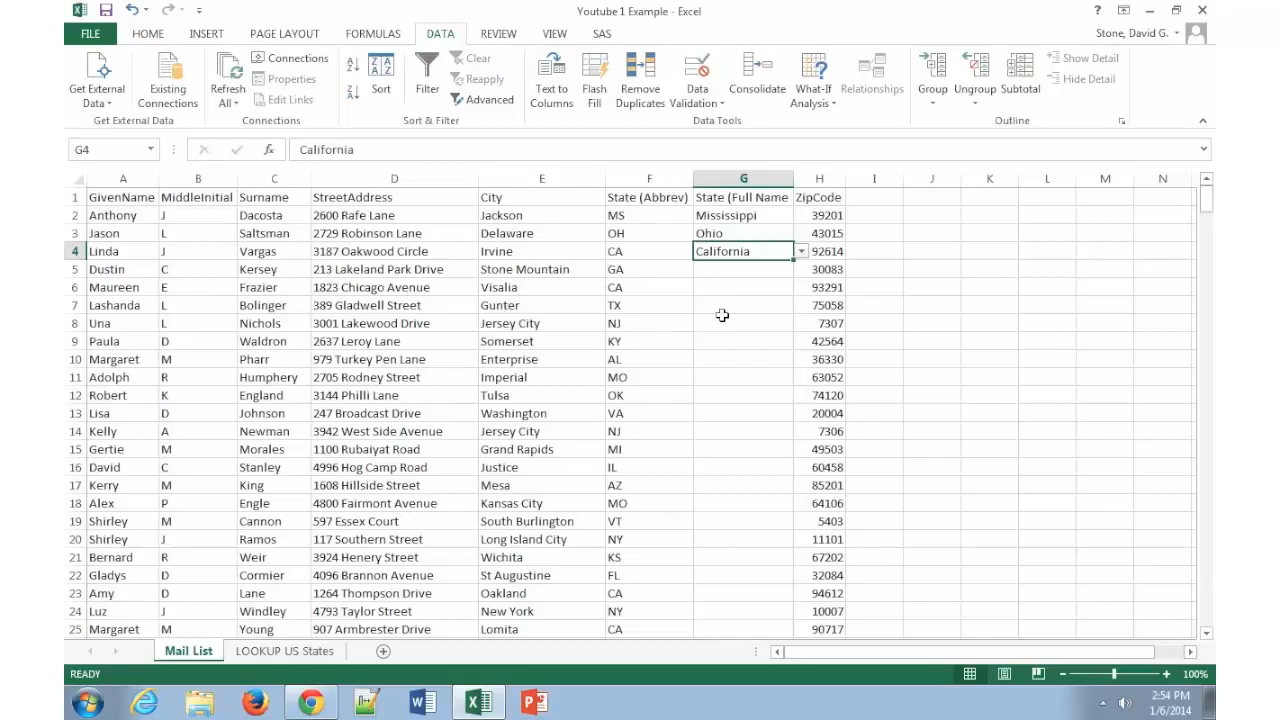 Youtube 1 Example - Excel
?
FILE HOME INSERT PAGE LAYOUT FORMULAS DATA REVIEW VIEW SAS Stone, David G.
Get External Data Existing Connections Refresh All Connections Properties Edit Links Sort Filter Clear Reapply Advanced Text to Columns Flash Fill Remove Duplicates Data Validation Consolidate What-If Analysis Relationships Group Ungroup Subtotal Show Detail Hide Detail
Get External Data Connections Sort & Filter Data Tools Outline
G4 fx California
A B C D E F G H I J K L M N
1 GivenName MiddleInitial Surname StreetAddress City State (Abbrev) State (Full Name ZipCode
2 Anthony J Dacosta 2600 Rafe Lane Jackson MS Mississippi 39201
3 Jason L Saltsman 2729 Robinson Lane Delaware OH Ohio 43015
4 Linda J Vargas 3187 Oakwood Circle Irvine CA California 92614
5 Dustin C Kersey 213 Lakeland Park Drive Stone Mountain GA 30083
6 Maureen E Frazier 1823 Chicago Avenue Visalia CA 93291
7 Lashanda L Bolinger 389 Gladwell Street Gunter TX 75058
8 Una L Nichols 3001 Lakewood Drive Jersey City NJ 7307
9 Paula D Waldron 2637 Leroy Lane Somerset KY 42564
10 Margaret M Pharr 979 Turkey Pen Lane Enterprise AL 36330
11 Adolph R Humphery 2705 Rodney Street Imperial MO 63052
12 Robert K England 3144 Philli Lane Tulsa OK 74120
13 Lisa D Johnson 247 Broadcast Drive Washington VA 20004
14 Kelly A Newman 3942 West Side Avenue Jersey City NJ 7306
15 Gertie M Morales 1100 Rubaiyat Road Grand Rapids MI 49503
16 David C Stanley 4996 Hog Camp Road Justice IL 60458
17 Kerry M King 1608 Hillside Street Mesa AZ 85201
18 Alex P Engle 4800 Fairmont Avenue Kansas City MO 64106
19 Shirley M Cannon 597 Essex Court South Burlington VT 5403
20 Shirley J Ramos 117 Southern Street Long Island City NY 11101
21 Bernard R Weir 3924 Henery Street Wichita KS 67202
22 Gladys D Cormier 4096 Brannon Avenue St Augustine FL 32084
23 Amy D Lane 1264 Thompson Drive Oakland CA 94612
24 Luz J Windley 4793 Taylor Street New York NY 10007
25 Margaret M Young 907 Armbrester Drive Lomita CA 90717
Mail List LOOKUP US States
READY 100%
2:54 PM
1/6/2014